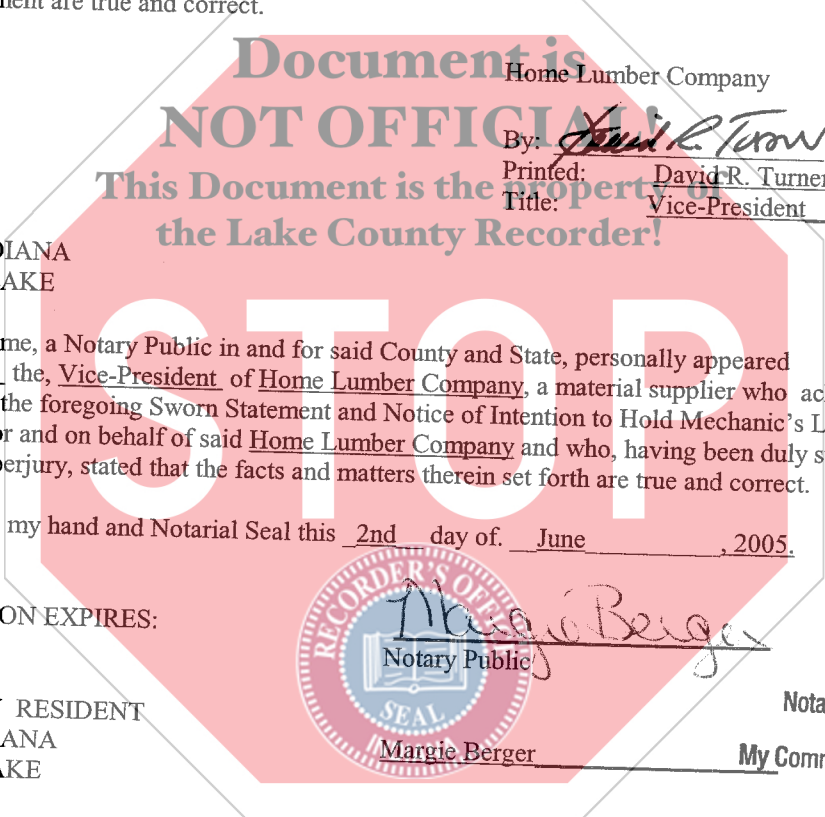 ment are true and correct.
Document is
NOT OFFICIAL!
This Document is the property of
the Lake County Recorder!
Home Lumber Company
By: David R. Turner
Printed: David R. Turner
Title: Vice-President
DIANA
AKE
STOP
me, a Notary Public in and for said County and State, personally appeared
the, Vice-President of Home Lumber Company, a material supplier who ac
the foregoing Sworn Statement and Notice of Intention to Hold Mechanic's L
r and on behalf of said Home Lumber Company and who, having been duly s
perjury, stated that the facts and matters therein set forth are true and correct.
my hand and Notarial Seal this 2nd day of. June , 2005.
ON EXPIRES:
Margie Berger
Notary Public
RECORDER'S OFFICE
SEAL
Y RESIDENT
Nota
IANA
Margie Berger
My Comm
AKE